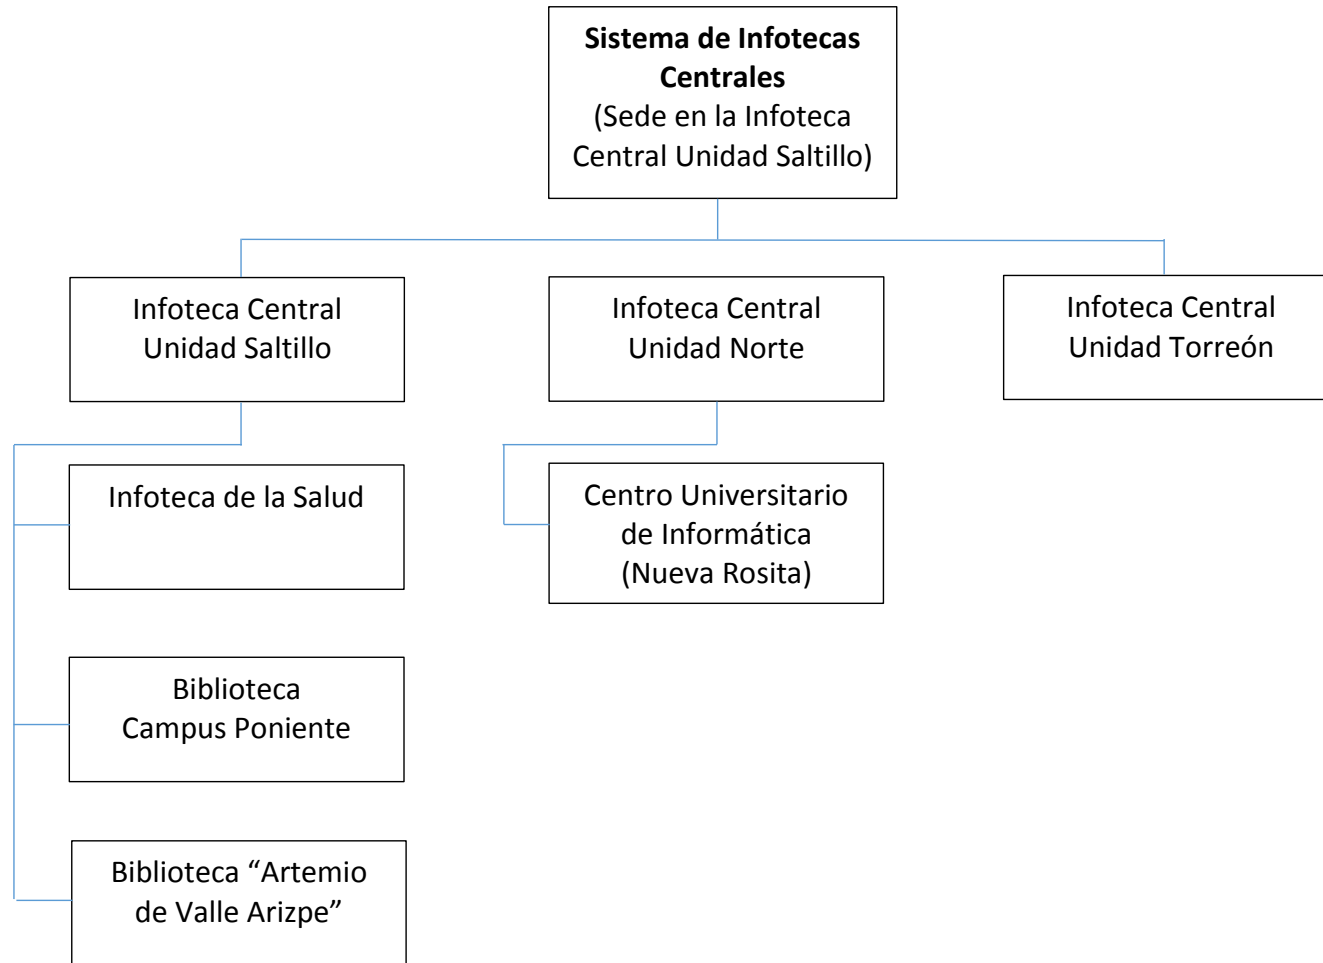 Sistema de Infotecas
Centrales
(Sede en la Infoteca
Central Unidad Saltillo)
Infoteca Central
Unidad Saltillo
Infoteca Central
Unidad Norte
Infoteca Central
Unidad Torreón
Infoteca de la Salud
Centro Universitario
de Informática
(Nueva Rosita)
Biblioteca
Campus Poniente
Biblioteca “Artemio
de Valle Arizpe”